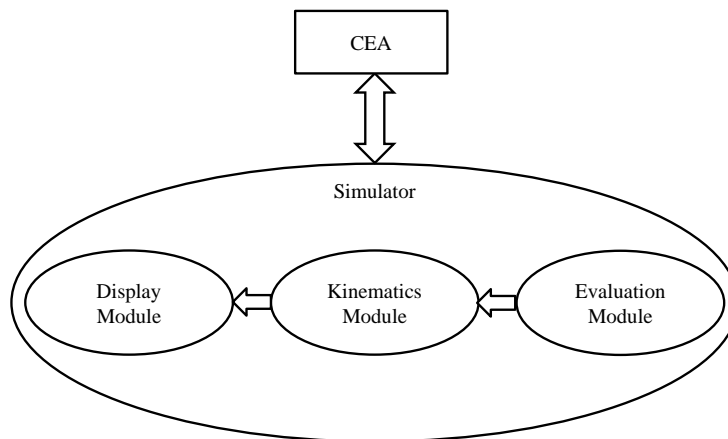 CEA
Simulator
Display
Module
Kinematics
Module
Evaluation
Module